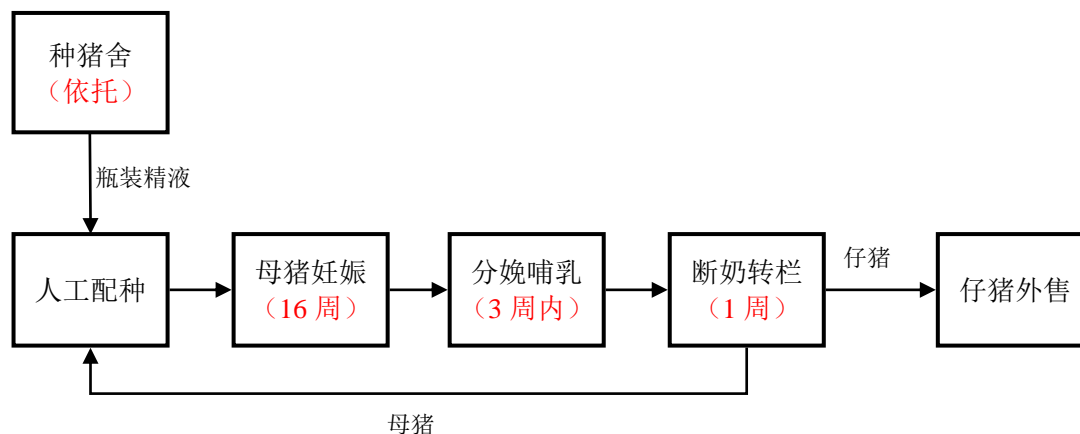 种猪舍
（依托）
瓶装精液
人工配种
母猪妊娠
（16 周）
分娩哺乳
（3 周内）
断奶转栏
（1 周）
仔猪
仔猪外售
母猪